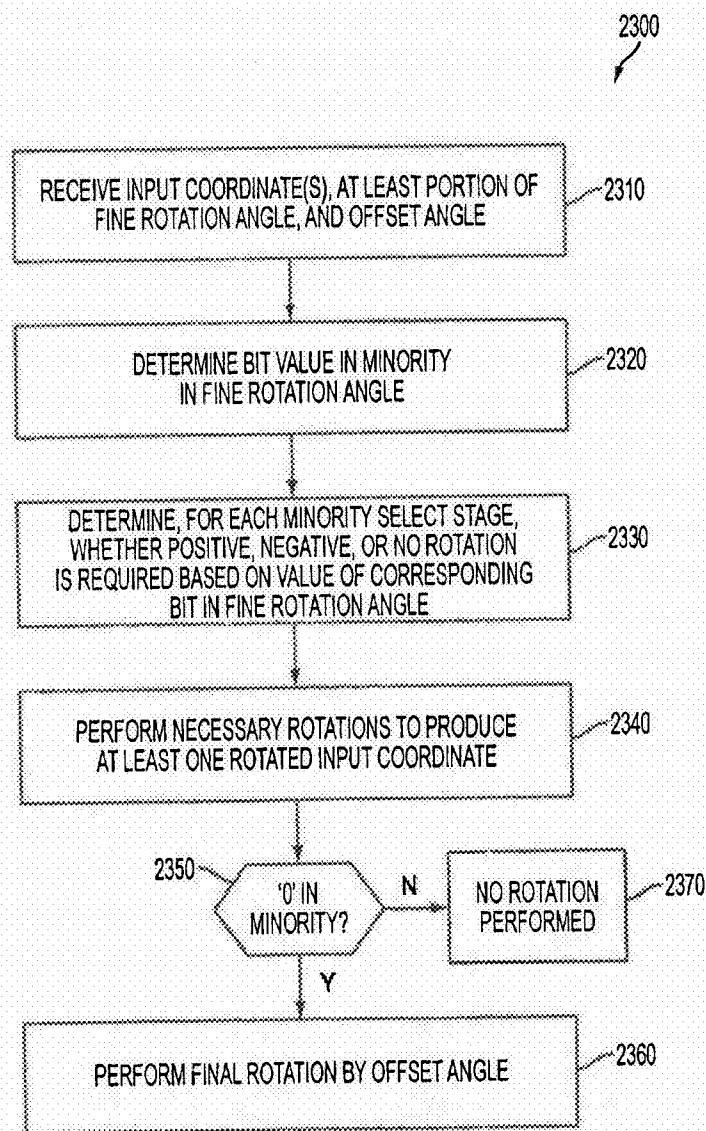 2300
RECEIVE INPUT COORDINATE(S), AT LEAST PORTION OF
FINE ROTATION ANGLE, AND OFFSET ANGLE
2310
DETERMINE BIT VALUE IN MINORITY
IN FINE ROTATION ANGLE
2320
DETERMINE, FOR EACH MINORITY SELECT STAGE,
WHETHER POSITIVE, NEGATIVE, OR NO ROTATION
IS REQUIRED BASED ON VALUE OF CORRESPONDING
BIT IN FINE ROTATION ANGLE
2330
PERFORM NECESSARY ROTATIONS TO PRODUCE
AT LEAST ONE ROTATED INPUT COORDINATE
2340
2350
'0' IN
MINORITY?
N
NO ROTATION
PERFORMED
2370
Y
PERFORM FINAL ROTATION BY OFFSET ANGLE
2360